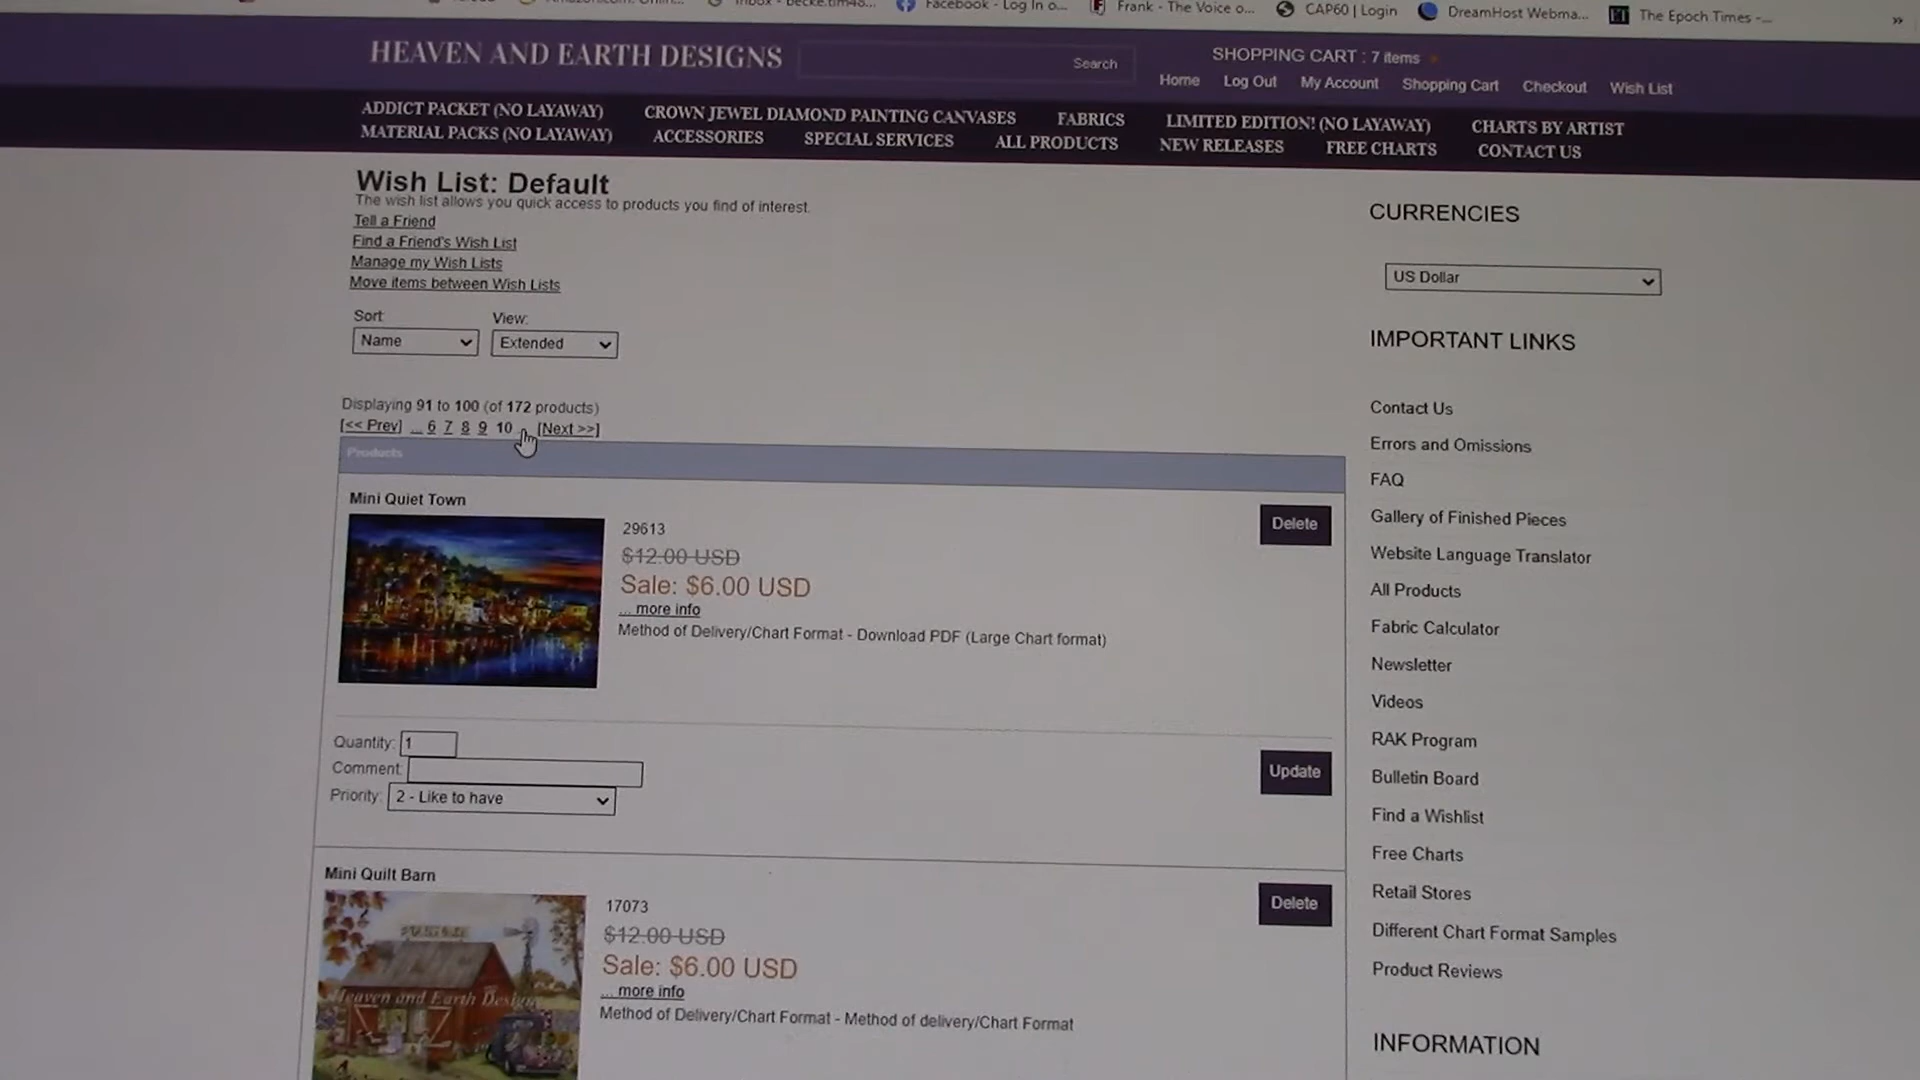 Facebook - Log In o...
Frank - The Voice o...
CAP60 | Login
DreamHost Webma...
The Epoch Times -...
»
HEAVEN AND EARTH DESIGNS
Search
SHOPPING CART : 7 items
Home Log Out My Account Shopping Cart Checkout Wish List
ADDICT PACKET (NO LAYAWAY) CROWN JEWEL DIAMOND PAINTING CANVASES FABRICS LIMITED EDITION! (NO LAYAWAY) CHARTS BY ARTIST
MATERIAL PACKS (NO LAYAWAY) ACCESSORIES SPECIAL SERVICES ALL PRODUCTS NEW RELEASES FREE CHARTS CONTACT US
Wish List: Default
The wish list allows you quick access to products you find of interest.
Tell a Friend
Find a Friend's Wish List
Manage my Wish Lists
Move items between Wish Lists
Sort: View:
Name Extended
Displaying 91 to 100 (of 172 products)
[<< Prev] ... 6 7 8 9 10 [Next >>]
Products
Mini Quiet Town
29613
$12.00 USD
Sale: $6.00 USD
... more info
Method of Delivery/Chart Format - Download PDF (Large Chart format)
Delete
Quantity: 1
Comment:
Priority: 2 - Like to have
Update
Mini Quilt Barn
17073
$12.00 USD
Sale: $6.00 USD
... more info
Method of Delivery/Chart Format - Method of delivery/Chart Format
Delete
Heaven and Earth Design
CURRENCIES
US Dollar
IMPORTANT LINKS
Contact Us
Errors and Omissions
FAQ
Gallery of Finished Pieces
Website Language Translator
All Products
Fabric Calculator
Newsletter
Videos
RAK Program
Bulletin Board
Find a Wishlist
Free Charts
Retail Stores
Different Chart Format Samples
Product Reviews
INFORMATION